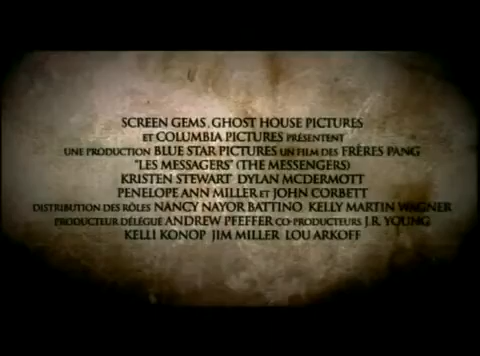 SCREEN GEMS, GHOST HOUSE PICTURES
ET COLUMBIA PICTURES PRÉSENTENT
UNE PRODUCTION BLUE STAR PICTURES UN FILM DES FRÈRES PANG
"LES MESSAGERS" (THE MESSENGERS)
KRISTEN STEWART DYLAN MCDERMOTT
PENELOPE ANN MILLER ET JOHN CORBETT
DISTRIBUTION DES RÔLES NANCY NAYOR BATTINO KELLY MARTIN WAGNER
PRODUCTEUR DÉLÉGUÉ ANDREW PFEFFER CO-PRODUCTEURS J.R. YOUNG
KELLI KONOP JIM MILLER LOU ARKOFF